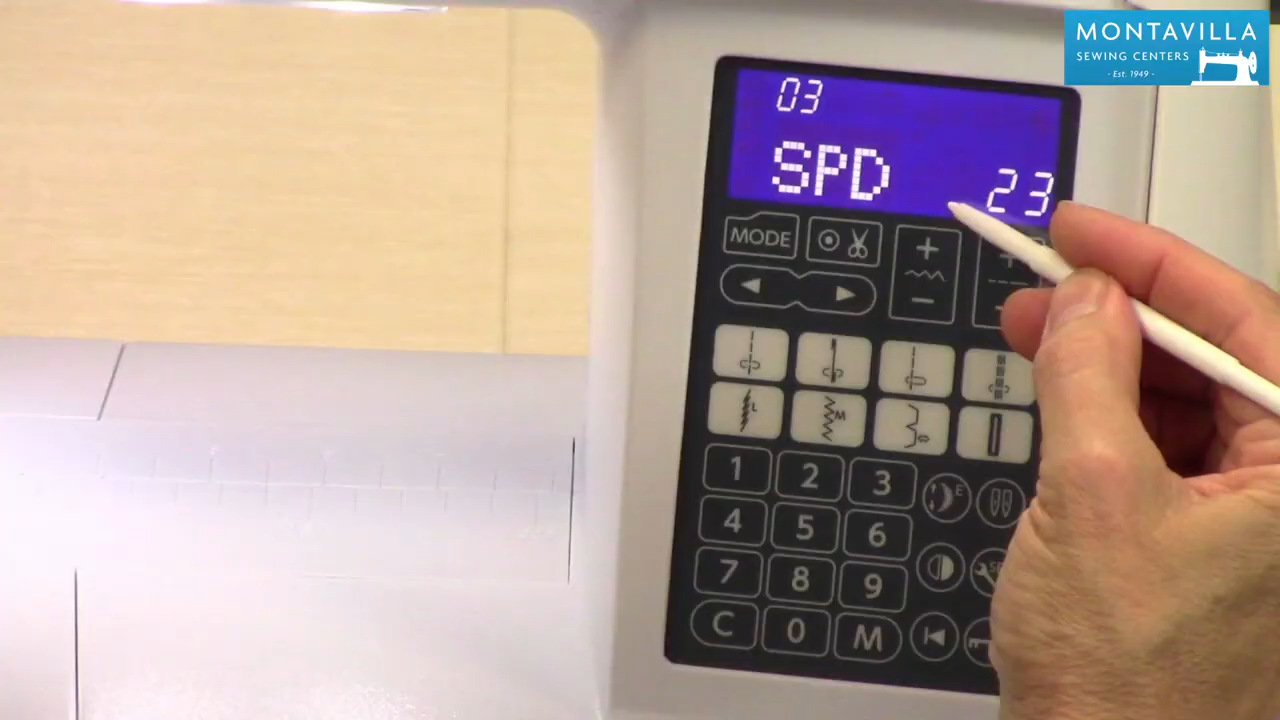 MONTAVILLA
SEWING CENTERS
- Est. 1949 -
03
SPD 23
MODE
+ +
− −
L M
1 2 3 E
4 5 6
7 8 9
C 0 M